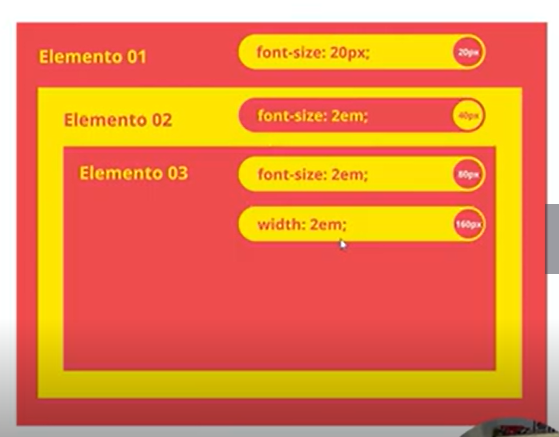 Elemento 01
font-size: 20px;
20px
Elemento 02
font-size: 2em;
40px
Elemento 03
font-size: 2em;
80px
width: 2em;
160px